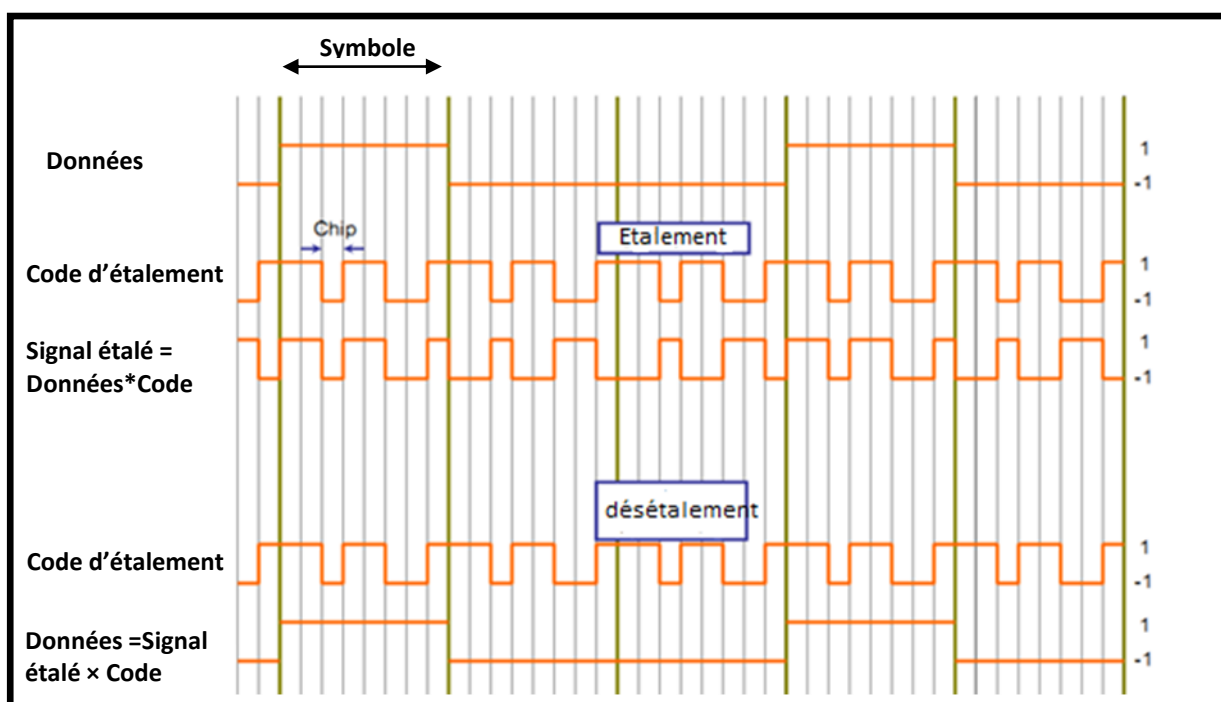 Symbole
Données
1
-1
Chip
Etalement
Code d’étalement
1
-1
Signal étalé =
Données*Code
1
-1
désétalement
Code d’étalement
1
-1
Données =Signal
étalé × Code
1
-1